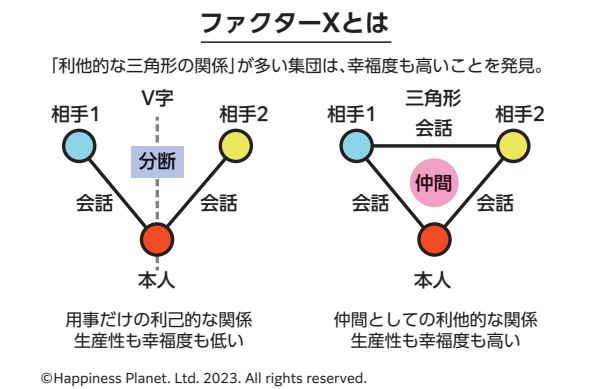 ファクターXとは
「利他的な三角形の関係」が多い集団は、幸福度も高いことを発見。
V字
相手1
相手2
分断
会話
会話
本人
用事だけの利己的な関係
生産性も幸福度も低い
三角形
相手1
相手2
会話
仲間
会話
会話
本人
仲間としての利他的な関係
生産性も幸福度も高い
©Happiness Planet. Ltd. 2023. All rights reserved.